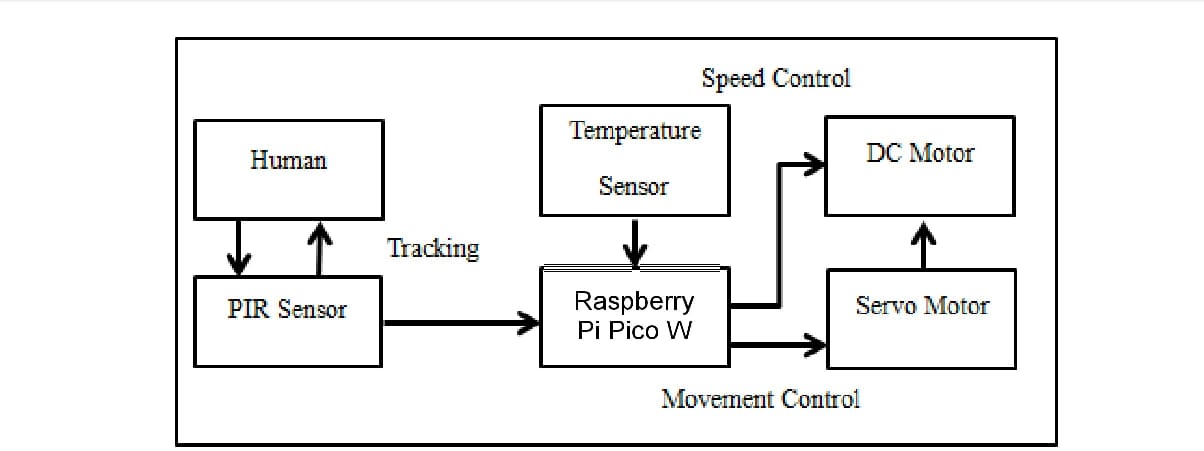 Speed Control
Human
Temperature
Sensor
DC Motor
Tracking
PIR Sensor
Raspberry
Pi Pico W
Servo Motor
Movement Control